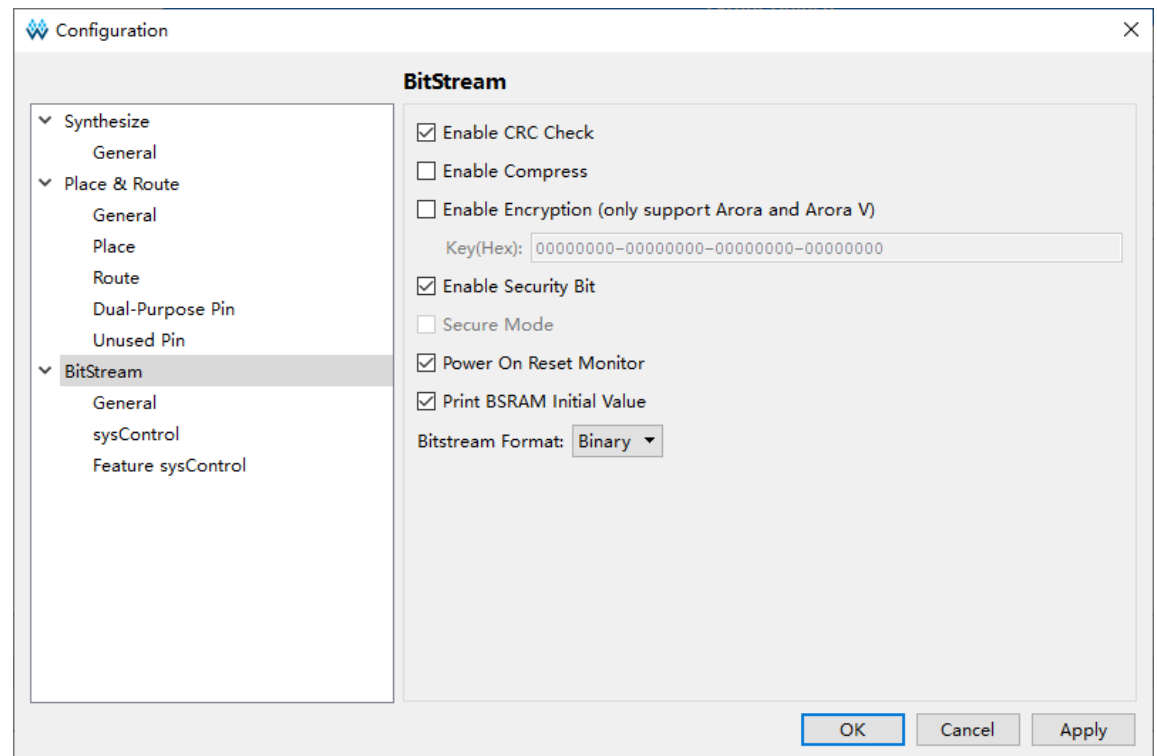 Configuration
BitStream
Synthesize
General
Place & Route
General
Place
Route
Dual-Purpose Pin
Unused Pin
BitStream
General
sysControl
Feature sysControl
Enable CRC Check
Enable Compress
Enable Encryption (only support Arora and Arora V)
Key(Hex): 00000000-00000000-00000000-00000000
Enable Security Bit
Secure Mode
Power On Reset Monitor
Print BSRAM Initial Value
Bitstream Format: Binary
OK Cancel Apply